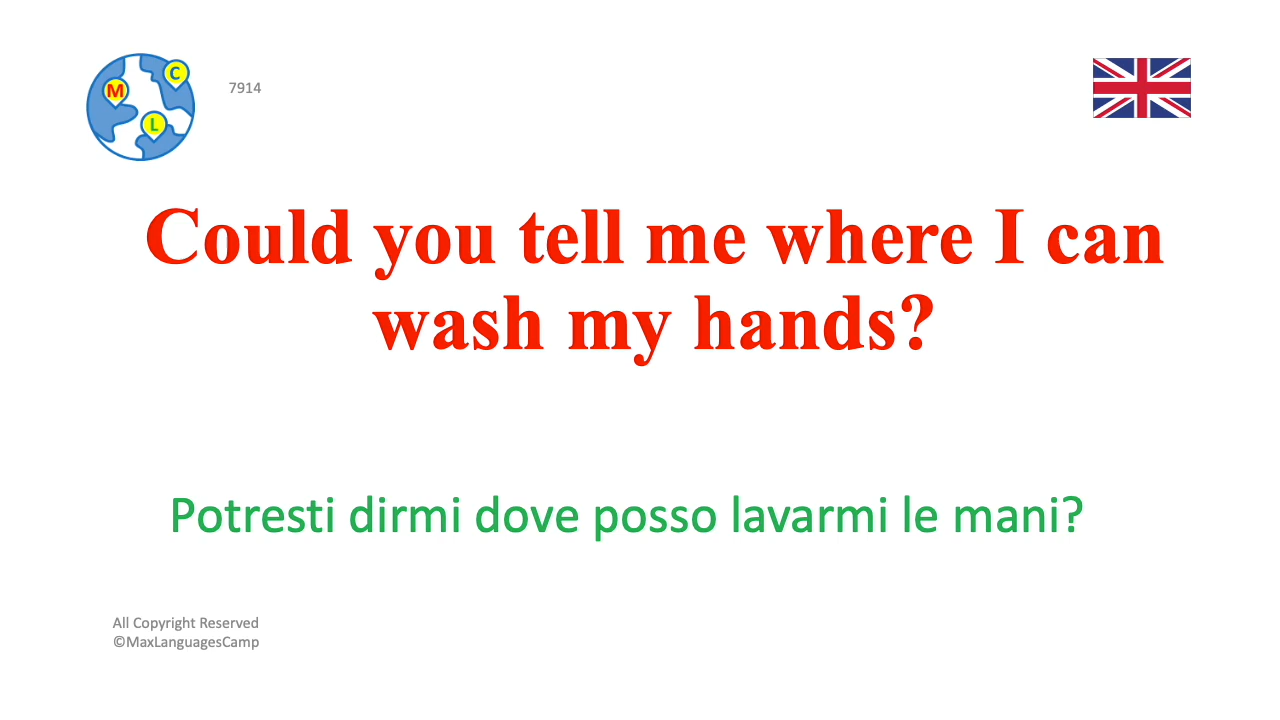 C
M
L
7914
Could you tell me where I can
wash my hands?
Potresti dirmi dove posso lavarmi le mani?
All Copyright Reserved
©MaxLanguagesCamp